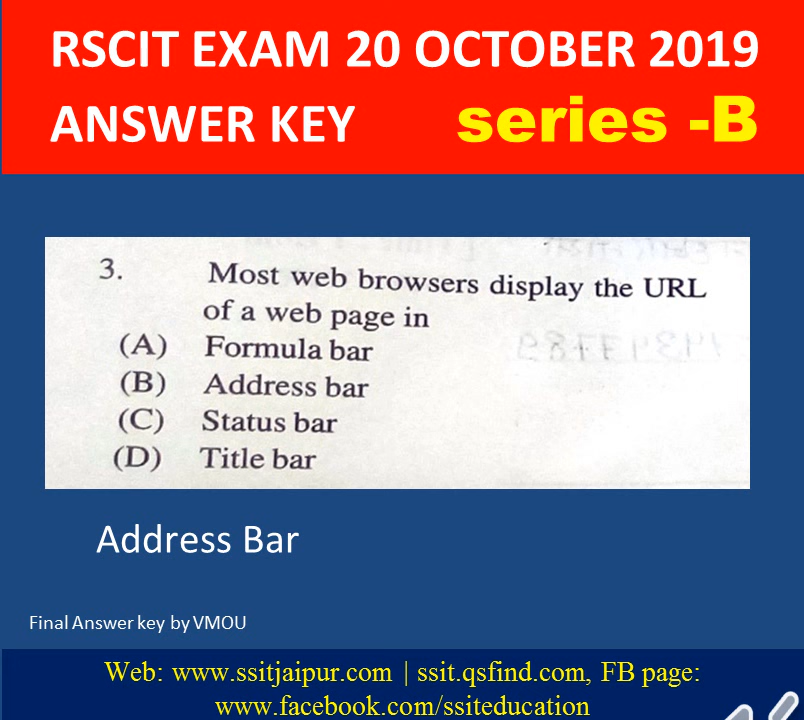 RSCIT EXAM 20 OCTOBER 2019
ANSWER KEY series -B
3. Most web browsers display the URL
of a web page in
(A) Formula bar
(B) Address bar
(C) Status bar
(D) Title bar
Address Bar
Final Answer key by VMOU
Web: www.ssitjaipur.com | ssit.qsfind.com, FB page:
www.facebook.com/ssiteducation